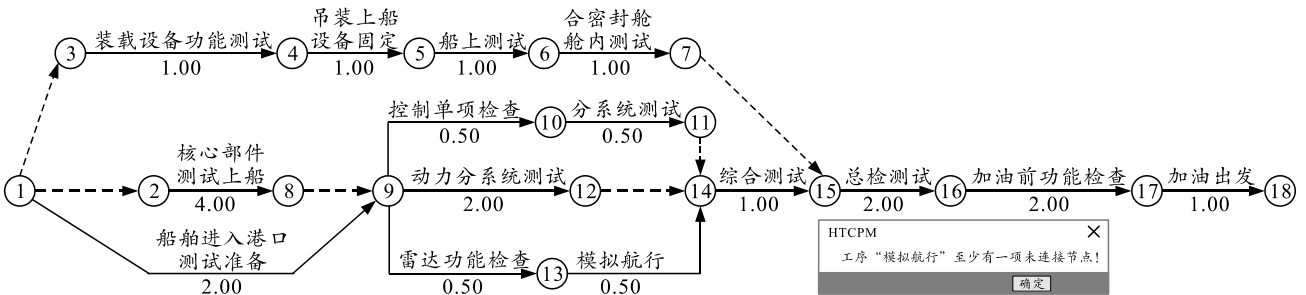 吊装上船
合密封舱
③ 装载设备功能测试 ④ 设备固定 ⑤ 船上测试 ⑥ 舱内测试 ⑦
1.00 1.00 1.00 1.00
控制单项检查 ⑩ 分系统测试 ⑪
0.50 0.50
核心部件
① ② 测试上船 ⑧ ⑨ 动力分系统测试 ⑫ ⑭ 综合测试 ⑮ 总检测试 ⑯ 加油前功能检查 ⑰ 加油出发 ⑱
4.00 2.00 1.00 2.00 2.00 1.00
船舶进入港口
测试准备
2.00
雷达功能检查 ⑬ 模拟航行
0.50 0.50
HTCPM ×
工序“模拟航行”至少有一项未连接节点!
确定